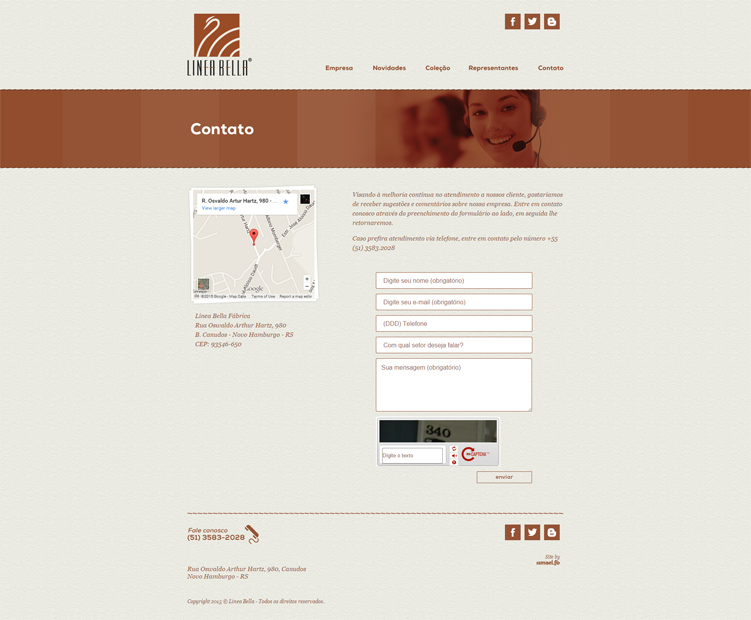 LINEA BELLA®
Empresa Novidades Coleção Representantes Contato
Contato
R. Osvaldo Artur Hartz, 980 - ...
View larger map
Google
©2015 Google - Map Data Terms of Use Report a map error
Linea Bella Fábrica
Rua Oswaldo Arthur Hartz, 980
B. Canudos - Novo Hamburgo - RS
CEP: 93546-650
Visando à melhoria continua no atendimento a nossos cliente, gostaríamos
de receber sugestões e comentários sobre nossa empresa. Entre em contato
conosco através do preenchimento do formulário ao lado, em seguida lhe
retornaremos.
Caso prefira atendimento via telefone, entre em contato pelo número +55
(51) 3583.2028
Digite seu nome (obrigatório)
Digite seu e-mail (obrigatório)
(DDD) Telefone
Com qual setor deseja falar?
Sua mensagem (obrigatório)
340
Digite o texto
reCAPTCHA™
enviar
Fale conosco
(51) 3583-2028
Site by
ismael.fb
Rua Oswaldo Arthur Hartz, 980, Canudos
Novo Hamburgo - RS
Copyright 2015 © Linea Bella - Todos os direitos reservados.